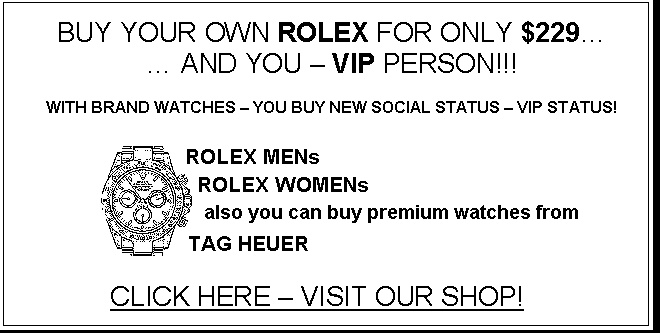 BUY YOUR OWN ROLEX FOR ONLY $229...
... AND YOU – VIP PERSON!!!
WITH BRAND WATCHES – YOU BUY NEW SOCIAL STATUS – VIP STATUS!
ROLEX MENs
ROLEX WOMENs
also you can buy premium watches from
TAG HEUER
CLICK HERE – VISIT OUR SHOP!